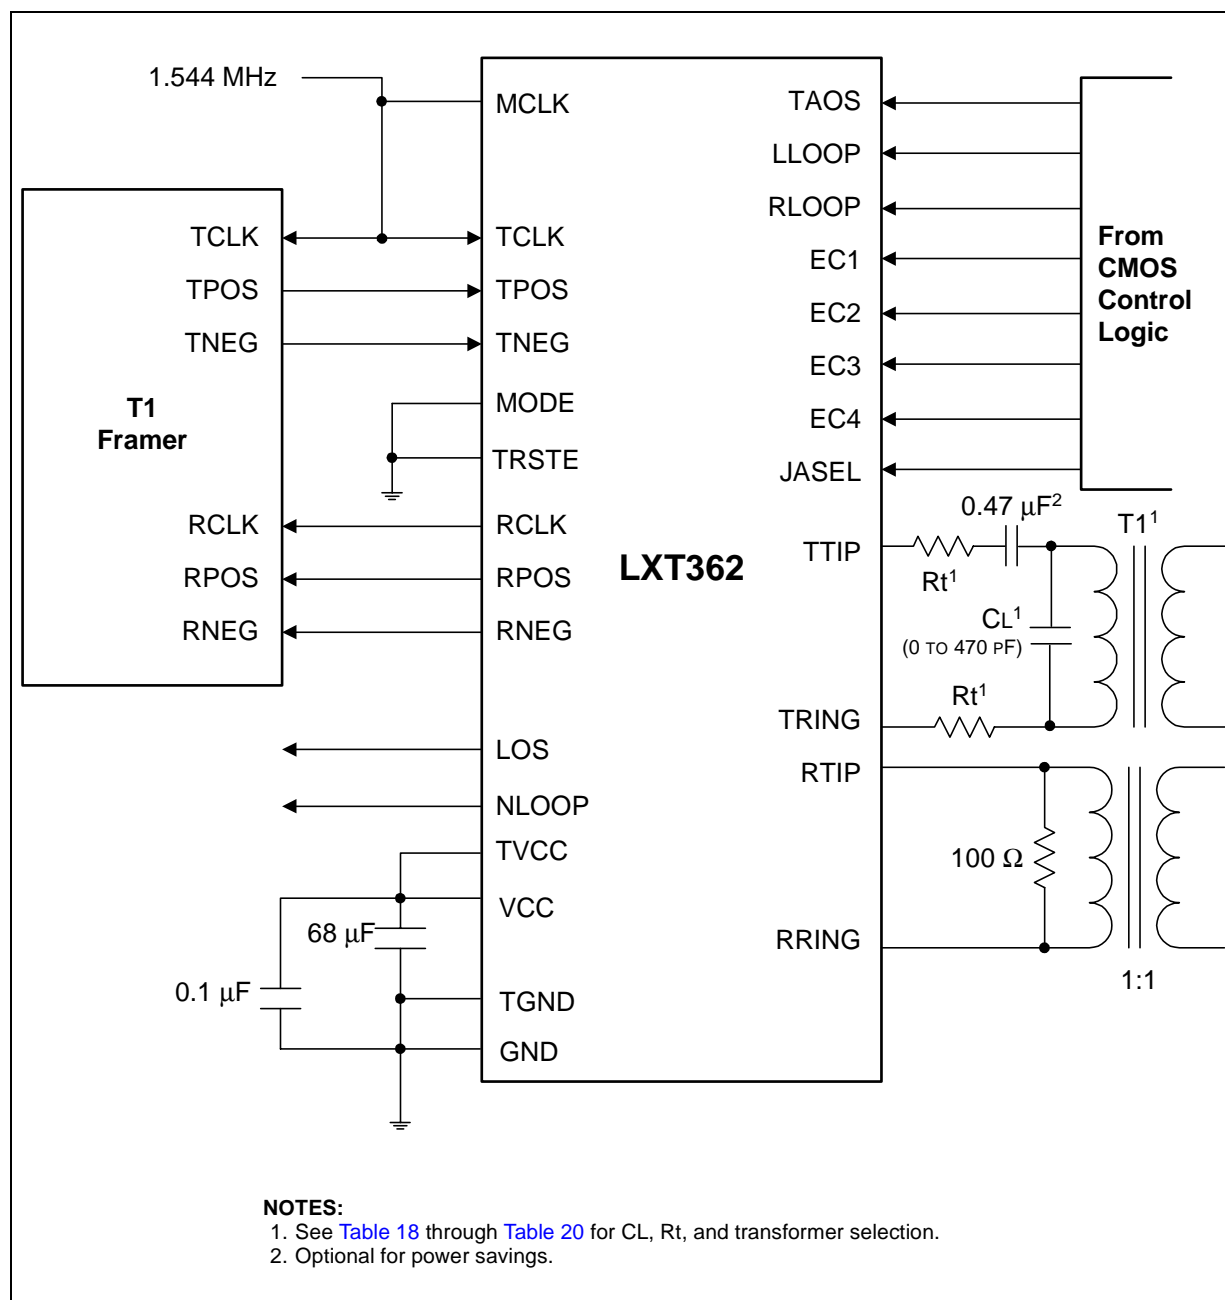 1.544 MHz
T1
Framer
TCLK
TPOS
TNEG
RCLK
RPOS
RNEG
LXT362
MCLK
TCLK
TPOS
TNEG
MODE
TRSTE
RCLK
RPOS
RNEG
LOS
NLOOP
TVCC
VCC
TGND
GND
68 μF
0.1 μF
TAOS
LLOOP
RLOOP
EC1
EC2
EC3
EC4
JASEL
TTIP
TRING
RTIP
RRING
From
CMOS
Control
Logic
0.47 μF²
T1¹
Rt¹
CL¹
(0 TO 470 PF)
Rt¹
100 Ω
1:1
NOTES:
1. See Table 18 through Table 20 for CL, Rt, and transformer selection.
2. Optional for power savings.